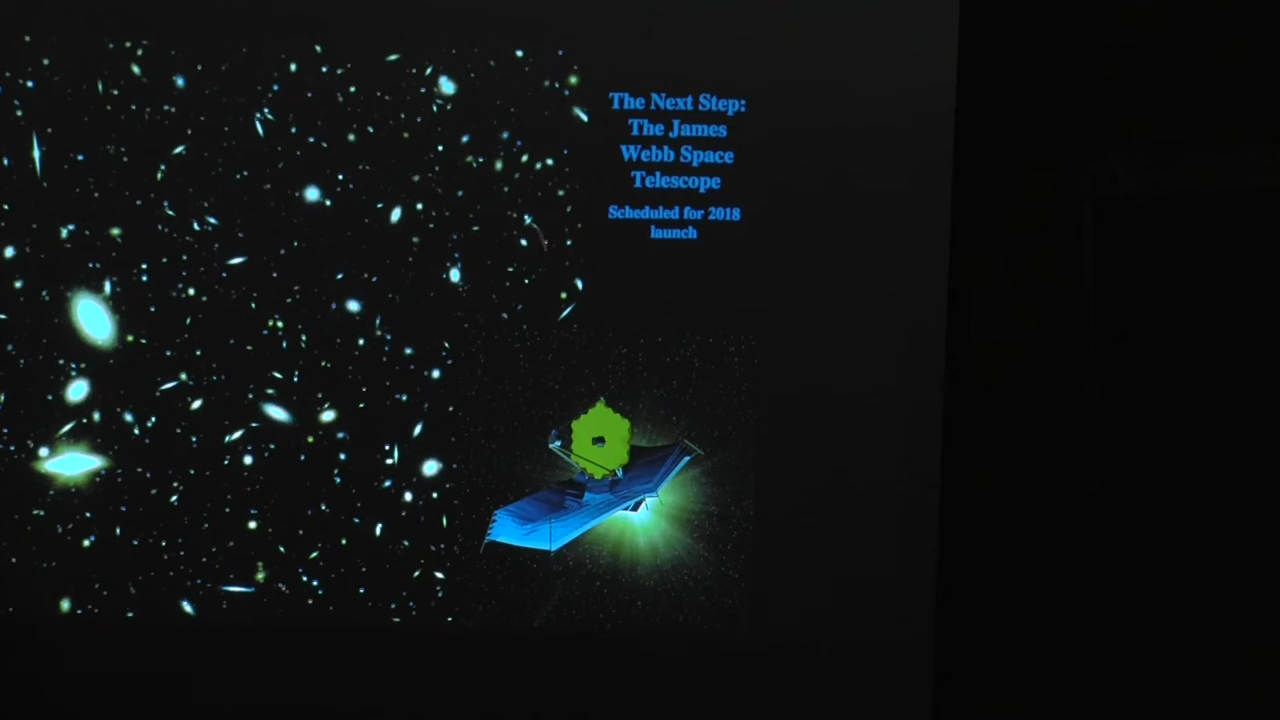 The Next Step:
The James
Webb Space
Telescope
Scheduled for 2018
launch